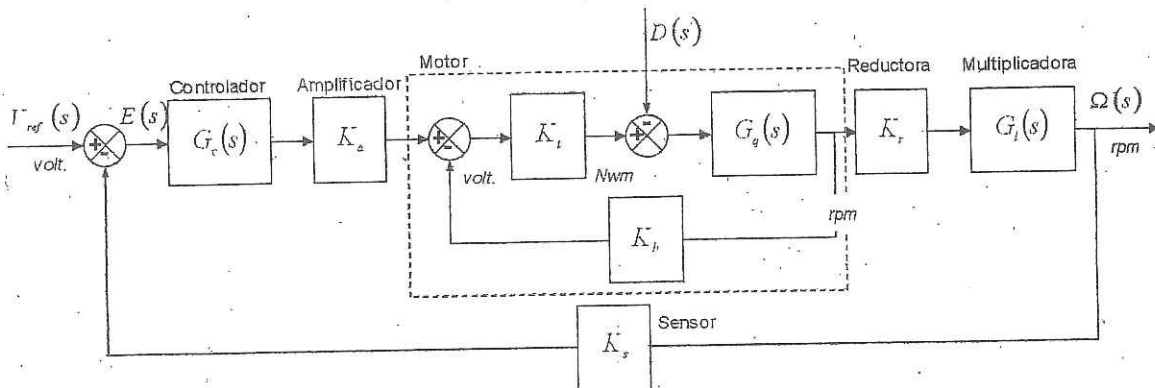 D(s)
Motor
Reductora
Multiplicadora
Controlador
Amplificador
V_ref(s)
E(s)
Ω(s)
G_c(s)
K_a
K_t
G_q(s)
K_r
G_l(s)
volt.
volt.
Nwm
rpm
rpm
K_b
Sensor
K_s